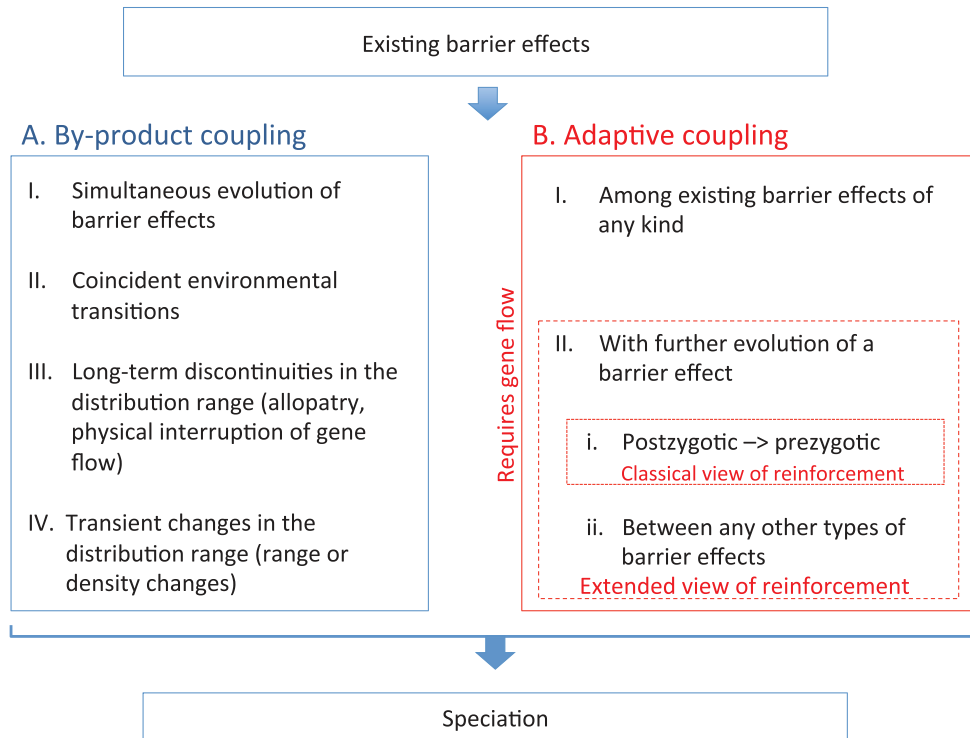 Existing barrier effects
A. By-product coupling
I. Simultaneous evolution of
barrier effects
II. Coincident environmental
transitions
III. Long-term discontinuities in the
distribution range (allopatry,
physical interruption of gene
flow)
IV. Transient changes in the
distribution range (range or
density changes)
B. Adaptive coupling
Requires gene flow
I. Among existing barrier effects of
any kind
II. With further evolution of a
barrier effect
i. Postzygotic –> prezygotic
Classical view of reinforcement
ii. Between any other types of
barrier effects
Extended view of reinforcement
Speciation